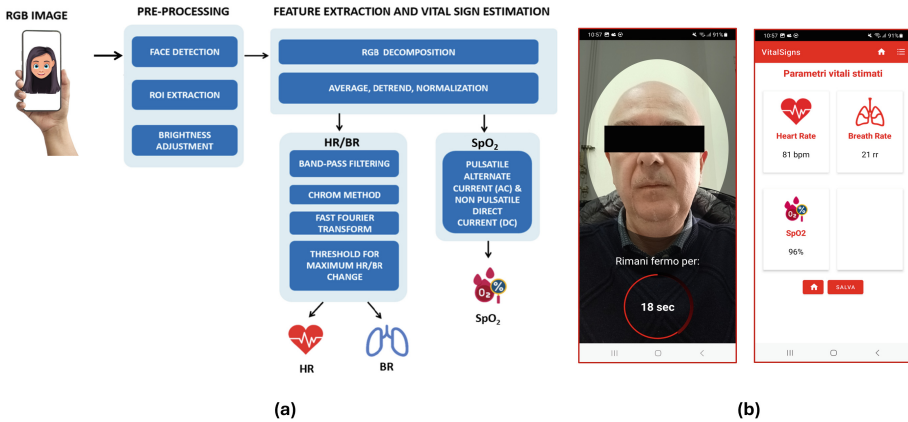 RGB IMAGE
PRE-PROCESSING
FACE DETECTION
ROI EXTRACTION
BRIGHTNESS
ADJUSTMENT
FEATURE EXTRACTION AND VITAL SIGN ESTIMATION
RGB DECOMPOSITION
AVERAGE, DETREND, NORMALIZATION
HR/BR
BAND-PASS FILTERING
CHROM METHOD
FAST FOURIER
TRANSFORM
THRESHOLD FOR
MAXIMUM HR/BR
CHANGE
HR
BR
SpO₂
PULSATILE
ALTERNATE
CURRENT (AC) &
NON PULSATILE
DIRECT
CURRENT (DC)
O₂ %
SpO₂
(a)
10:57 91%
Rimani fermo per:
18 sec
10:57 91%
VitalSigns
Parametri vitali stimati
Heart Rate
81 bpm
Breath Rate
21 rr
O₂ %
SpO2
96%
SALVA
(b)